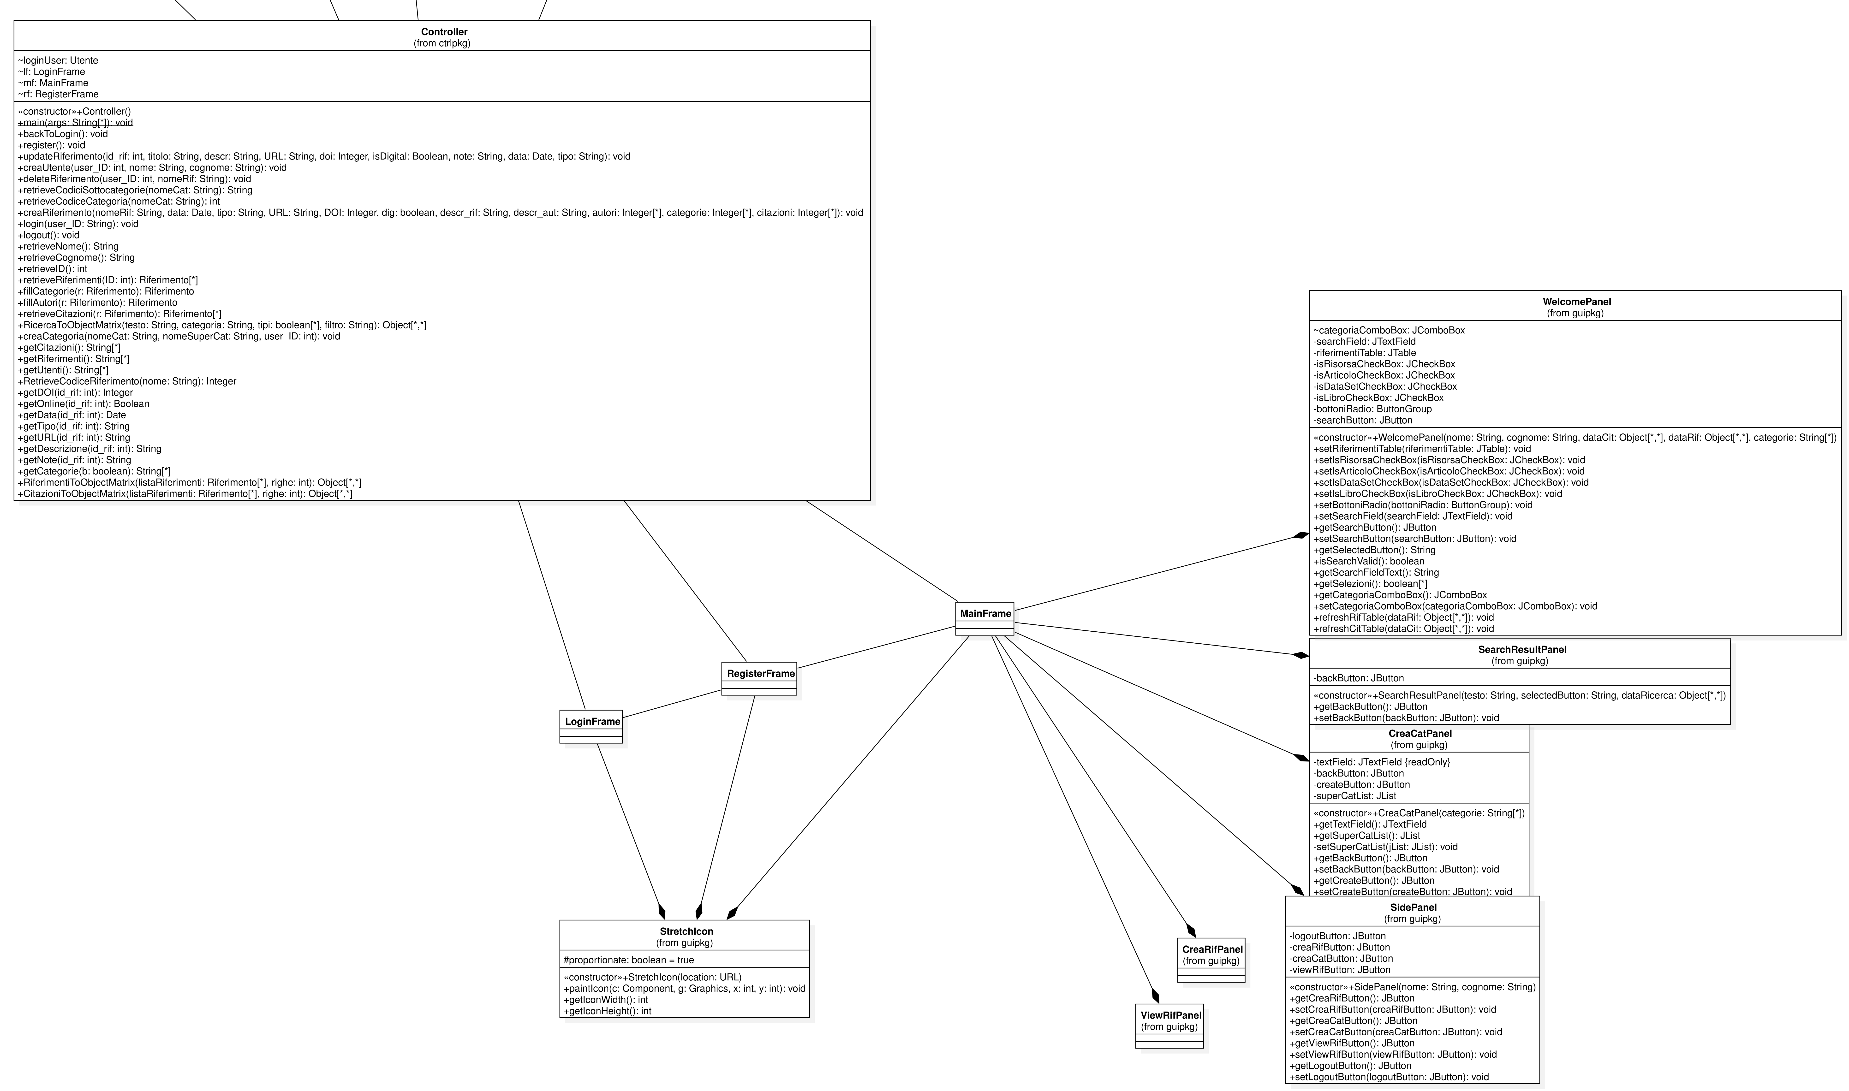 Controller
(from ctrlpkg)
~loginUser: Utente
~lf: LoginFrame
~mf: MainFrame
~rf: RegisterFrame
«constructor»+Controller()
+main(args: String[*]): void
+backToLogin(): void
+register(): void
+updateRiferimento(id_rif: int, titolo: String, descr: String, URL: String, doi: Integer, isDigital: Boolean, note: String, data: Date, tipo: String): void
+creaUtente(user_ID: int, nome: String, cognome: String): void
+deleteRiferimento(user_ID: int, nomeRif: String): void
+retrieveCodiciSottocategorie(nomeCat: String): String
+retrieveCodiceCategoria(nomeCat: String): int
+creaRiferimento(nomeRif: String, data: Date, tipo: String, URL: String, DOI: Integer, dig: boolean, descr_rif: String, descr_aut: String, autori: Integer[*], categorie: Integer[*], citazioni: Integer[*]): void
+login(user_ID: String): void
+logout(): void
+retrieveNome(): String
+retrieveCognome(): String
+retrieveID(): int
+retrieveRiferimenti(ID: int): Riferimento[*]
+fillCategorie(r: Riferimento): Riferimento
+fillAutori(r: Riferimento): Riferimento
+retrieveCitazioni(r: Riferimento): Riferimento[*]
+RicercaToObjectMatrix(testo: String, categoria: String, tipi: boolean[*], filtro: String): Object[*,*]
+creaCategoria(nomeCat: String, nomeSuperCat: String, user_ID: int): void
+getCitazioni(): String[*]
+getRiferimenti(): String[*]
+getUtenti(): String[*]
+RetrieveCodiceRiferimento(nome: String): Integer
+getDOI(id_rif: int): Integer
+getOnline(id_rif: int): Boolean
+getData(id_rif: int): Date
+getTipo(id_rif: int): String
+getURL(id_rif: int): String
+getDescrizione(id_rif: int): String
+getNote(id_rif: int): String
+getCategorie(b: boolean): String[*]
+RiferimentiToObjectMatrix(listaRiferimenti: Riferimento[*], righe: int): Object[*,*]
+CitazioniToObjectMatrix(listaRiferimenti: Riferimento[*], righe: int): Object[*,*]
WelcomePanel
(from guipkg)
~categoriaComboBox: JComboBox
-searchField: JTextField
-riferimentiTable: JTable
-isRisorsaCheckBox: JCheckBox
-isArticoloCheckBox: JCheckBox
-isDataSetCheckBox: JCheckBox
-isLibroCheckBox: JCheckBox
-bottoniRadio: ButtonGroup
-searchButton: JButton
«constructor»+WelcomePanel(nome: String, cognome: String, dataCit: Object[*,*], dataRif: Object[*,*], categorie: String[*])
+setRiferimentiTable(riferimentiTable: JTable): void
+setIsRisorsaCheckBox(isRisorsaCheckBox: JCheckBox): void
+setIsArticoloCheckBox(isArticoloCheckBox: JCheckBox): void
+setIsDataSetCheckBox(isDataSetCheckBox: JCheckBox): void
+setIsLibroCheckBox(isLibroCheckBox: JCheckBox): void
+setBottoniRadio(bottoniRadio: ButtonGroup): void
+setSearchField(searchField: JTextField): void
+getSearchButton(): JButton
+setSearchButton(searchButton: JButton): void
+getSelectedButton(): String
+isSearchValid(): boolean
+getSearchFieldText(): String
+getSelezioni(): boolean[*]
+getCategoriaComboBox(): JComboBox
+setCategoriaComboBox(categoriaComboBox: JComboBox): void
+refreshRifTable(dataRif: Object[*,*]): void
+refreshCitTable(dataCit: Object[*,*]): void
MainFrame
SearchResultPanel
(from guipkg)
-backButton: JButton
«constructor»+SearchResultPanel(testo: String, selectedButton: String, dataRicerca: Object[*,*])
+getBackButton(): JButton
+setBackButton(backButton: JButton): void
RegisterFrame
LoginFrame
CreaCatPanel
(from guipkg)
-textField: JTextField {readOnly}
-backButton: JButton
-createButton: JButton
-superCatList: JList
«constructor»+CreaCatPanel(categorie: String[*])
+getTextField(): JTextField
+getSuperCatList(): JList
-setSuperCatList(jList: JList): void
+getBackButton(): JButton
+setBackButton(backButton: JButton): void
+getCreateButton(): JButton
+setCreateButton(createButton: JButton): void
SidePanel
(from guipkg)
-logoutButton: JButton
-creaRifButton: JButton
-creaCatButton: JButton
-viewRifButton: JButton
«constructor»+SidePanel(nome: String, cognome: String)
+getCreaRifButton(): JButton
+setCreaRifButton(creaRifButton: JButton): void
+getCreaCatButton(): JButton
+setCreaCatButton(creaCatButton: JButton): void
+getViewRifButton(): JButton
+setViewRifButton(viewRifButton: JButton): void
+getLogoutButton(): JButton
+setLogoutButton(logoutButton: JButton): void
StretchIcon
(from guipkg)
#proportionate: boolean = true
«constructor»+StretchIcon(location: URL)
+paintIcon(c: Component, g: Graphics, x: int, y: int): void
+getIconWidth(): int
+getIconHeight(): int
CreaRifPanel
(from guipkg)
ViewRifPanel
(from guipkg)